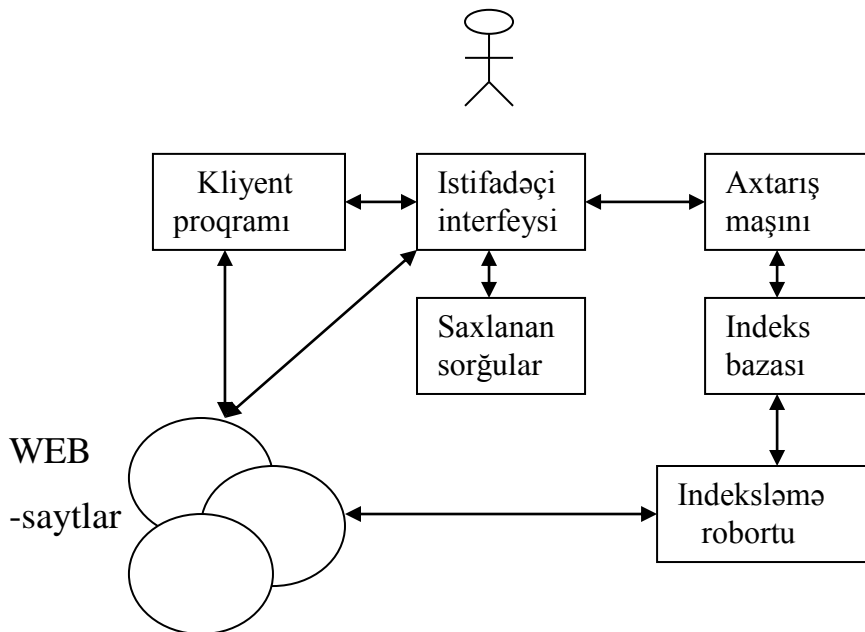 Kliyent
proqramı
Istifadəçi
interfeysi
Axtarış
maşını
Saxlanan
sorğular
Indeks
bazası
WEB
-saytlar
Indeksləmə
robortu